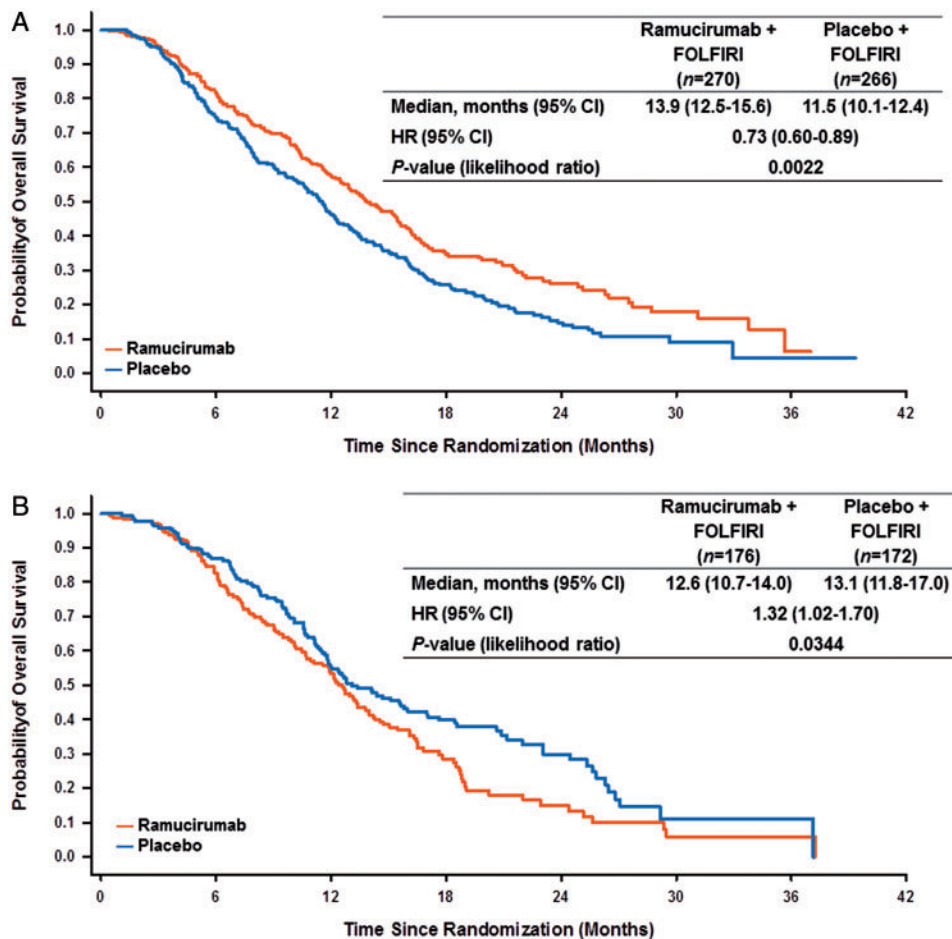 A
Ramucirumab + FOLFIRI (n=270)
Placebo + FOLFIRI (n=266)
Median, months (95% CI) 13.9 (12.5-15.6) 11.5 (10.1-12.4)
HR (95% CI) 0.73 (0.60-0.89)
P-value (likelihood ratio) 0.0022
Probabilityof Overall Survival
1.0
0.9
0.8
0.7
0.6
0.5
0.4
0.3
0.2
0.1
0.0
Ramucirumab
Placebo
0 6 12 18 24 30 36 42
Time Since Randomization (Months)
B
Ramucirumab + FOLFIRI (n=176)
Placebo + FOLFIRI (n=172)
Median, months (95% CI) 12.6 (10.7-14.0) 13.1 (11.8-17.0)
HR (95% CI) 1.32 (1.02-1.70)
P-value (likelihood ratio) 0.0344
Probability of Overall Survival
1.0
0.9
0.8
0.7
0.6
0.5
0.4
0.3
0.2
0.1
0.0
Ramucirumab
Placebo
0 6 12 18 24 30 36 42
Time Since Randomization (Months)